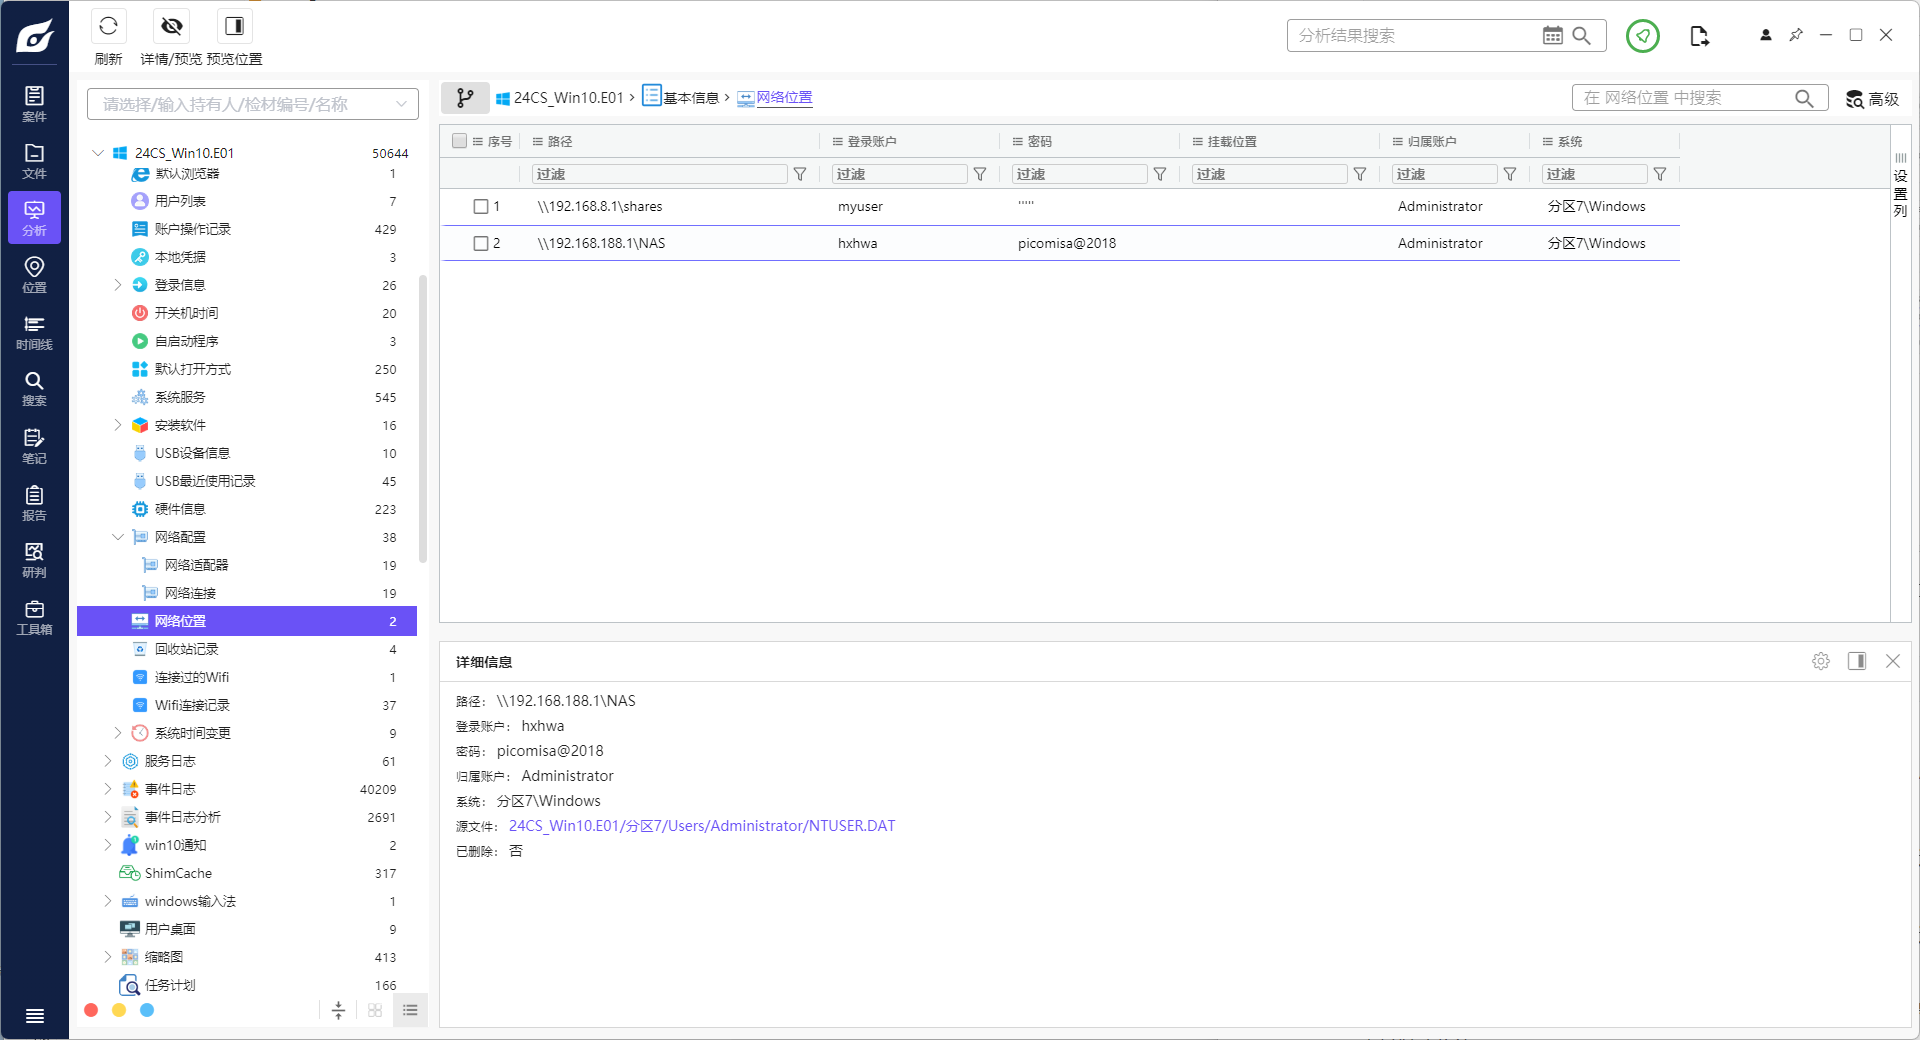 刷新
详情/预览
预览位置
分析结果搜索
案件
文件
分析
位置
时间线
搜索
笔记
报告
研判
工具箱
请选择/输入持有人/检材编号/名称
24CS_Win10.E01 50644
默认浏览器 1
用户列表 7
账户操作记录 429
本地凭据 3
登录信息 26
开关机时间 20
自启动程序 3
默认打开方式 250
系统服务 545
安装软件 16
USB设备信息 10
USB最近使用记录 45
硬件信息 223
网络配置 38
网络适配器 19
网络连接 19
网络位置 2
回收站记录 4
连接过的Wifi 1
Wifi连接记录 37
系统时间变更 9
服务日志 61
事件日志 40209
事件日志分析 2691
win10通知 2
ShimCache 317
windows输入法 1
用户桌面 9
缩略图 413
任务计划 166
24CS_Win10.E01 › 基本信息 › 网络位置
在 网络位置 中搜索
高级
序号 路径 登录账户 密码 挂载位置 归属账户 系统
过滤 过滤 过滤 过滤 过滤 过滤
1 \\192.168.8.1\shares myuser ''''' Administrator 分区7\Windows
2 \\192.168.188.1\NAS hxhwa picomisa@2018 Administrator 分区7\Windows
设置列
详细信息
路径： \\192.168.188.1\NAS
登录账户： hxhwa
密码： picomisa@2018
归属账户： Administrator
系统： 分区7\Windows
源文件： 24CS_Win10.E01/分区7/Users/Administrator/NTUSER.DAT
已删除： 否